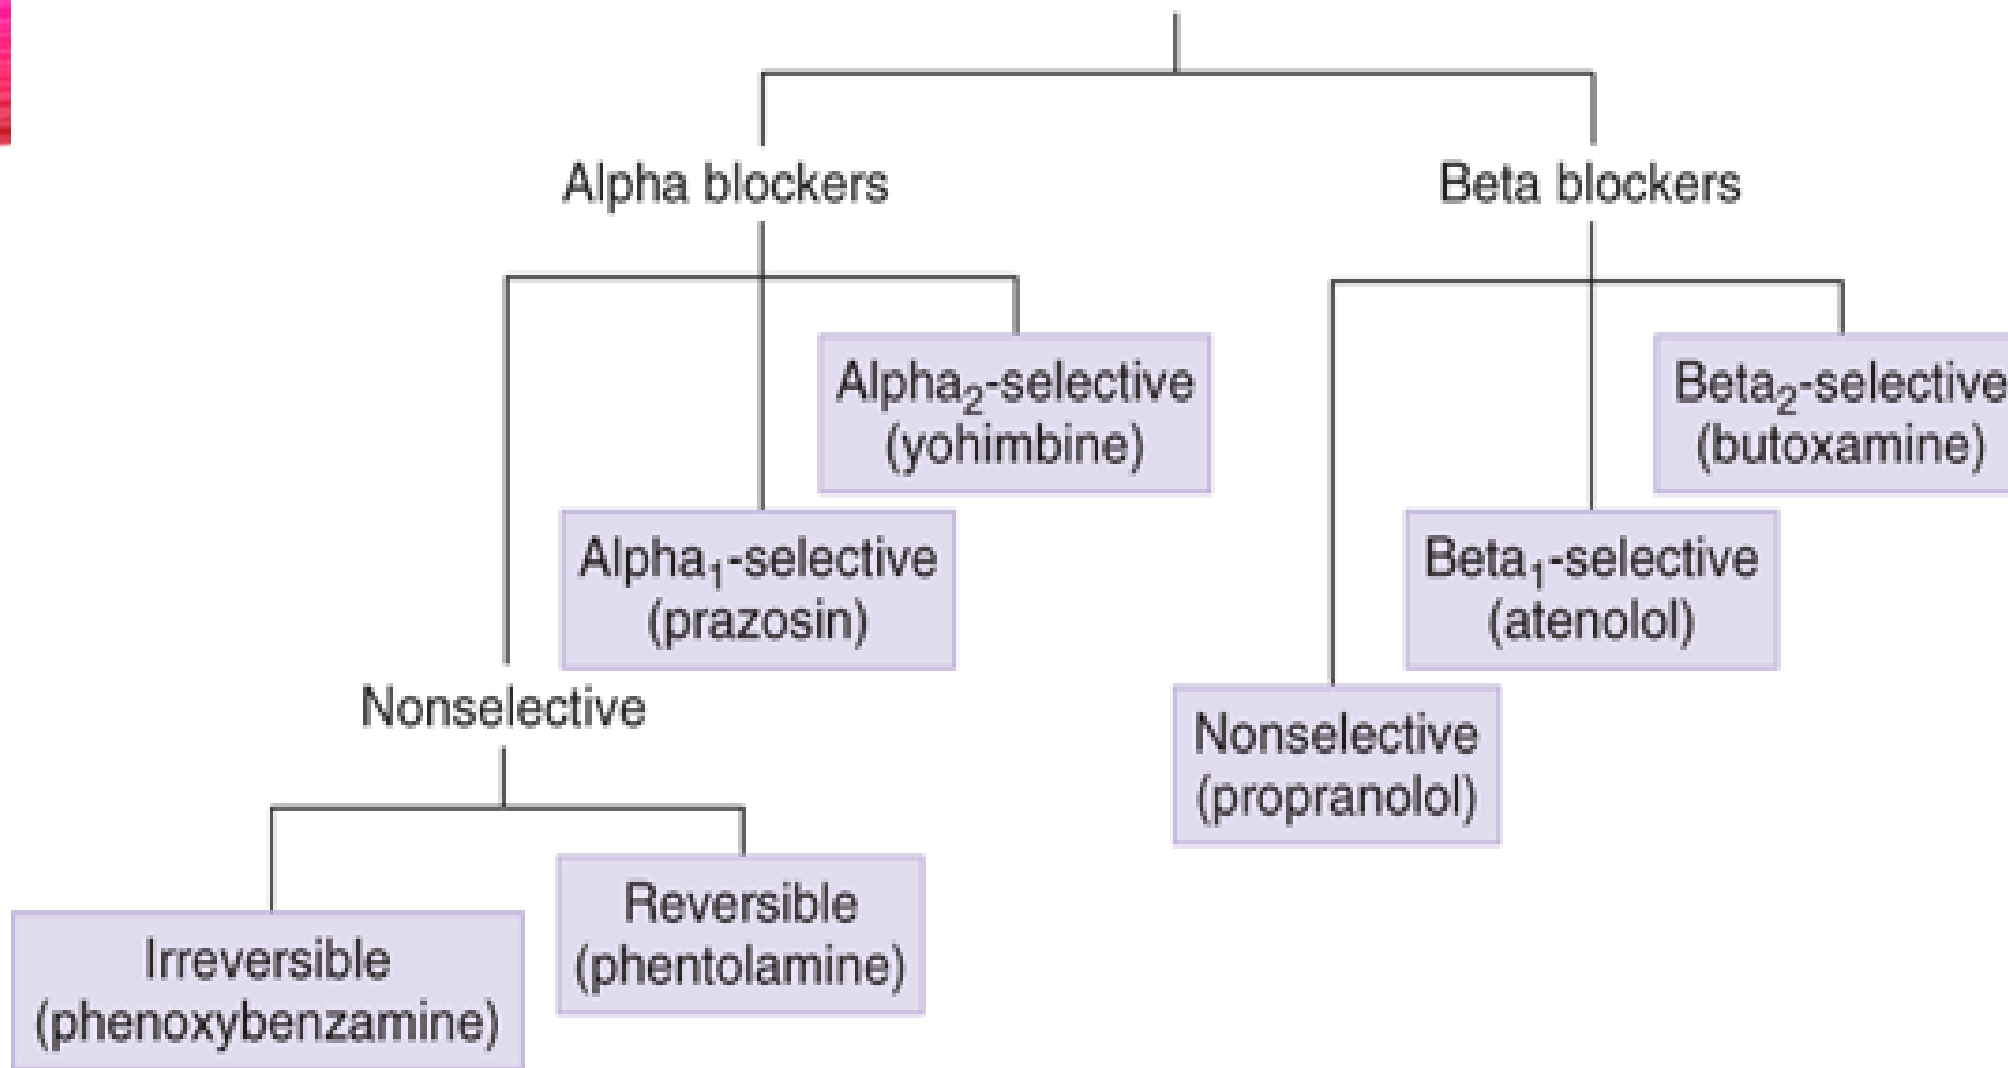 Alpha blockers
Beta blockers
Alpha₂-selective
(yohimbine)
Beta₂-selective
(butoxamine)
Alpha₁-selective
(prazosin)
Beta₁-selective
(atenolol)
Nonselective
Nonselective
(propranolol)
Reversible
(phentolamine)
Irreversible
(phenoxybenzamine)